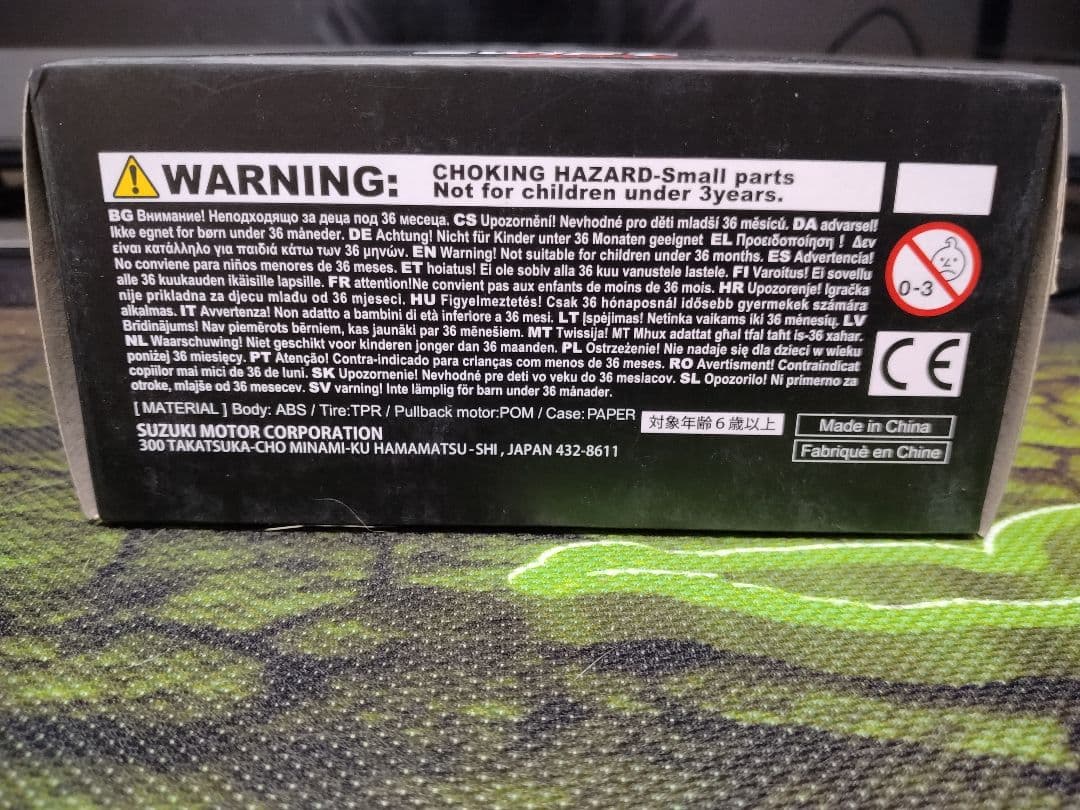 WARNING: CHOKING HAZARD-Small parts
Not for children under 3years.
BG Внимание! Неподходящо за деца под 36 месеца. CS Upozornění! Nevhodné pro děti mladší 36 měsíců. DA advarsel!
Ikke egnet for børn under 36 måneder. DE Achtung! Nicht für Kinder unter 36 Monaten geeignet EL Προειδοποίηση ! Δεν
είναι κατάλληλο για παιδιά κάτω των 36 μηνών. EN Warning! Not suitable for children under 36 months. ES Advertencia!
No conviene para niños menores de 36 meses. ET hoiatus! Ei ole sobiv alla 36 kuu vanustele lastele. FI Varoitus! Ei sovellu
alle 36 kuukauden ikäisille lapsille. FR attention!Ne convient pas aux enfants de moins de 36 mois. HR Upozorenje! Igračka
nije prikladna za djecu mlađu od 36 mjeseci. HU Figyelmeztetés! Csak 36 hónaposnál idősebb gyermekek számára
alkalmas. IT Avvertenza! Non adatto a bambini di età inferiore a 36 mesi. LT Įspėjimas! Netinka vaikams iki 36 mėnesių. LV
Brīdinājums! Nav piemērots bērniem, kas jaunāki par 36 mēnešiem. MT Twissija! MT Mhux adattat għal tfal taħt is-36 xahar.
NL Waarschuwing! Niet geschikt voor kinderen jonger dan 36 maanden. PL Ostrzeżenie! Nie nadaje się dla dzieci w wieku
poniżej 36 miesięcy. PT Atenção! Contra-indicado para crianças com menos de 36 meses. RO Avertisment! Contraindicat
copiilor mai mici de 36 de luni. SK Upozornenie! Nevhodné pre deti vo veku do 36 mesiacov. SL Opozorilo! Ni primerno za
otroke, mlajše od 36 mesecev. SV varning! Inte lämplig för barn under 36 månader.
0-3
CE
[ MATERIAL ] Body: ABS / Tire:TPR / Pullback motor:POM / Case: PAPER
対象年齢6歳以上
SUZUKI MOTOR CORPORATION
300 TAKATSUKA-CHO MINAMI-KU HAMAMATSU-SHI, JAPAN 432-8611
Made in China
Fabriquè en Chine